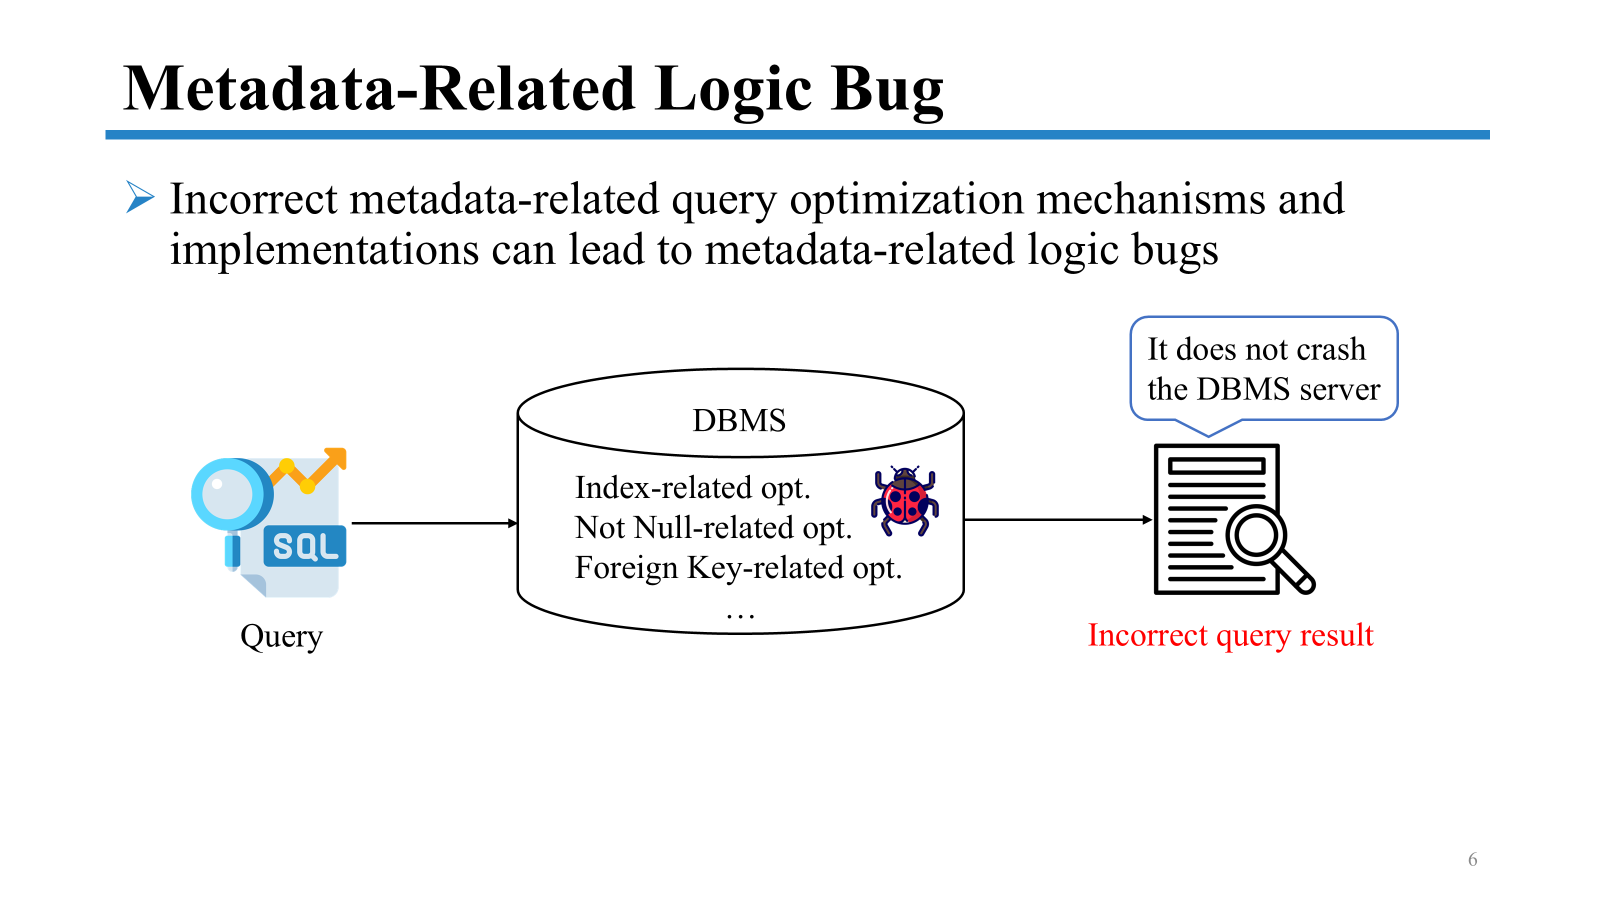 Metadata-Related Logic Bug
Incorrect metadata-related query optimization mechanisms and
implementations can lead to metadata-related logic bugs
It does not crash
the DBMS server
DBMS
Index-related opt.
Not Null-related opt.
Foreign Key-related opt.
…
SQL
Query
Incorrect query result
6